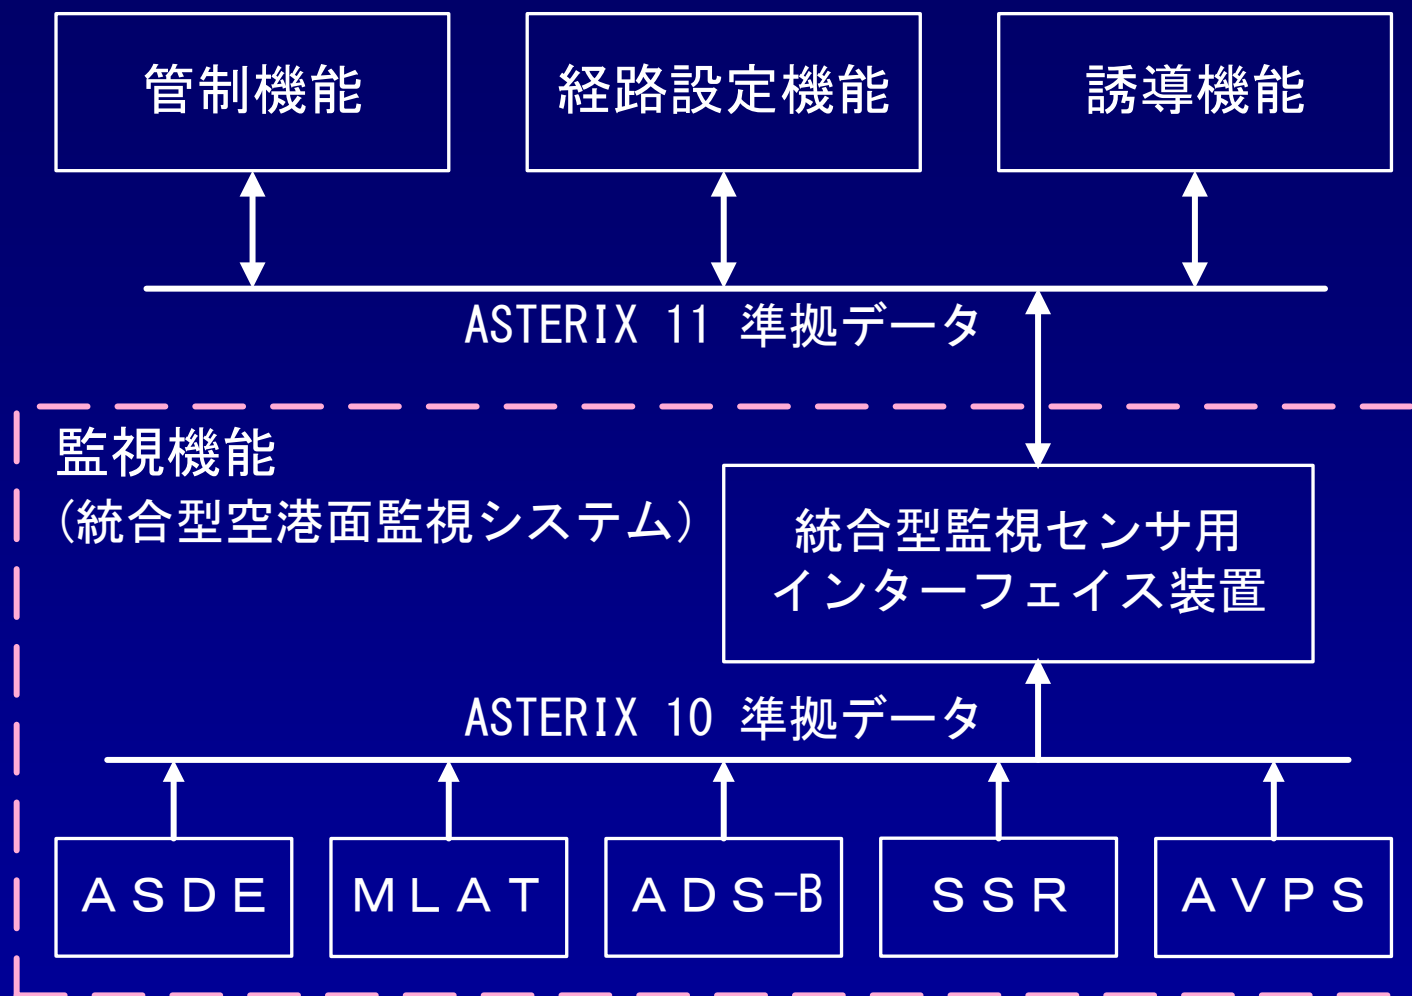 管制機能
経路設定機能
誘導機能
ASTERIX 11 準拠データ
監視機能
(統合型空港面監視システム)
統合型監視センサ用
インターフェイス装置
ASTERIX 10 準拠データ
ＡＳＤＥ
ＭＬＡＴ
ＡＤＳ-B
ＳＳＲ
ＡＶＰＳ